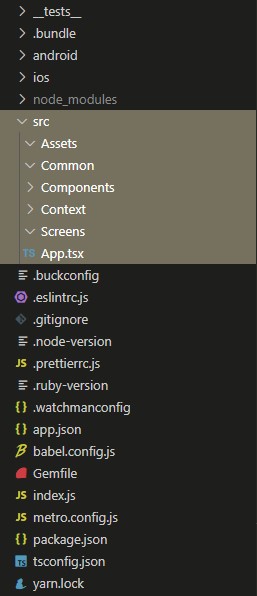 __tests__
.bundle
android
ios
node_modules
src
Assets
Common
Components
Context
Screens
TS App.tsx
.buckconfig
.eslintrc.js
.gitignore
.node-version
JS .prettierrc.js
.ruby-version
{} .watchmanconfig
{} app.json
babel.config.js
Gemfile
JS index.js
JS metro.config.js
{} package.json
TS tsconfig.json
yarn.lock